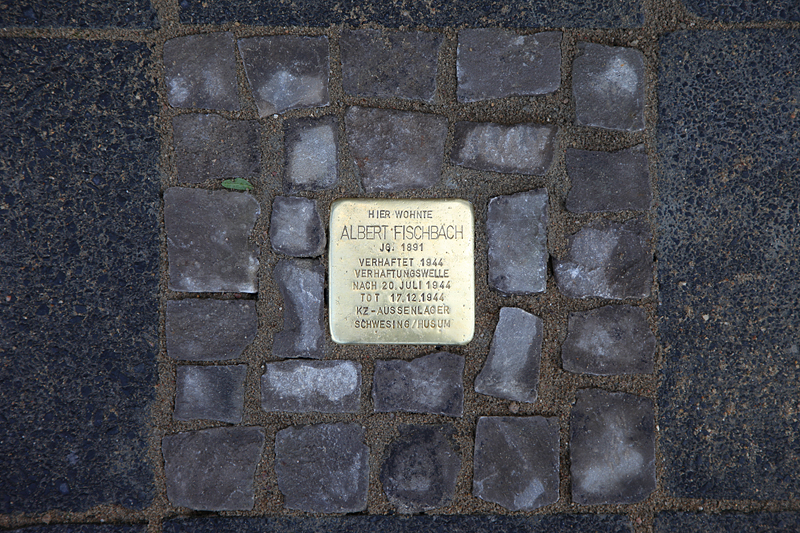 HIER WOHNTE
ALBERT FISCHBACH
JG. 1891
VERHAFTET 1944
VERHAFTUNGSWELLE
NACH 20. JULI 1944
TOT 17.12.1944
KZ-AUSSENLAGER
SCHWESING/HUSUM